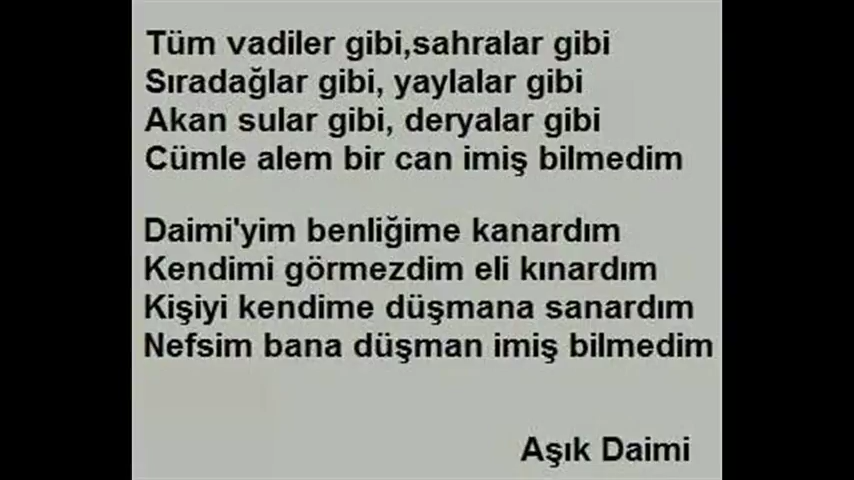 Tüm vadiler gibi,sahralar gibi
Sıradağlar gibi, yaylalar gibi
Akan sular gibi, deryalar gibi
Cümle alem bir can imiş bilmedim
Daimi'yim benliğime kanardım
Kendimi görmezdim eli kınardım
Kişiyi kendime düşmana sanardım
Nefsim bana düşman imiş bilmedim
Aşık Daimi